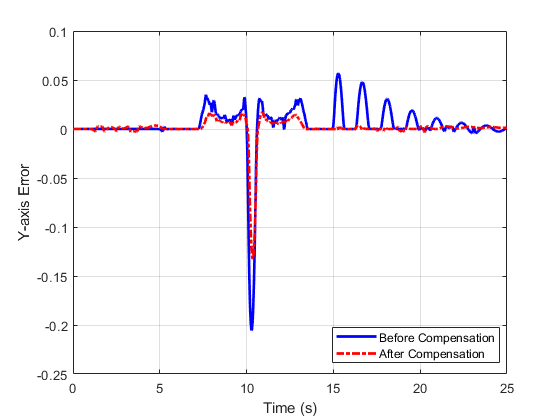 0.1
0.05
0
-0.05
-0.1
-0.15
-0.2
-0.25
Y-axis Error
Before Compensation
After Compensation
0 5 10 15 20 25
Time (s)